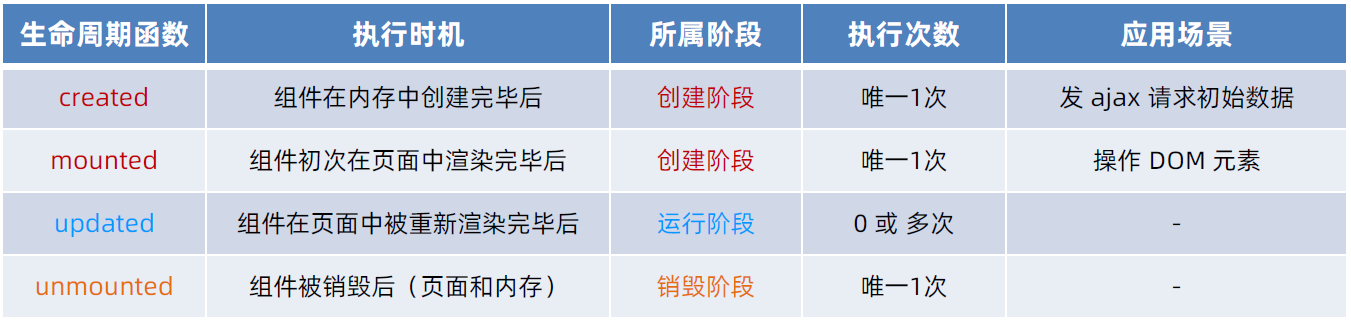 生命周期函数 执行时机 所属阶段 执行次数 应用场景
created 组件在内存中创建完毕后 创建阶段 唯一1次 发 ajax 请求初始数据
mounted 组件初次在页面中渲染完毕后 创建阶段 唯一1次 操作 DOM 元素
updated 组件在页面中被重新渲染完毕后 运行阶段 0 或 多次 -
unmounted 组件被销毁后（页面和内存） 销毁阶段 唯一1次 -